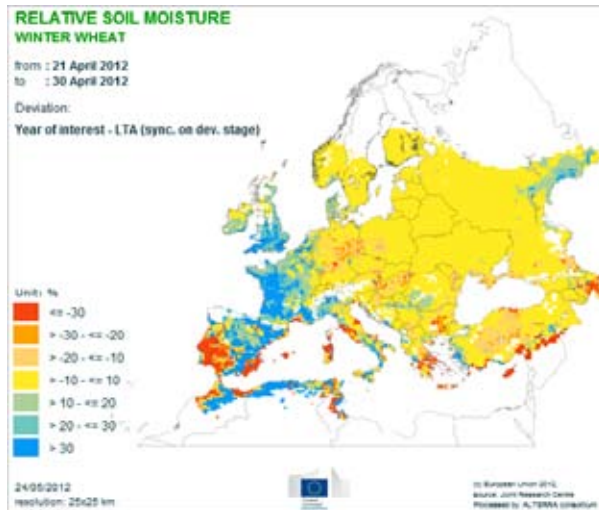 RELATIVE SOIL MOISTURE
WINTER WHEAT
from : 21 April 2012
to : 30 April 2012
Deviation:
Year of interest - LTA (sync. on dev. stage)
Unit: %
<= -30
> -30 - <= -20
> -20 - <= -10
> -10 - <= 10
> 10 - <= 20
> 20 - <= 30
> 30
24/05/2012
resolution: 25x25 km
(c) European Union 2012,
source: Joint Research Centre
Processed by ALTERRA consortium